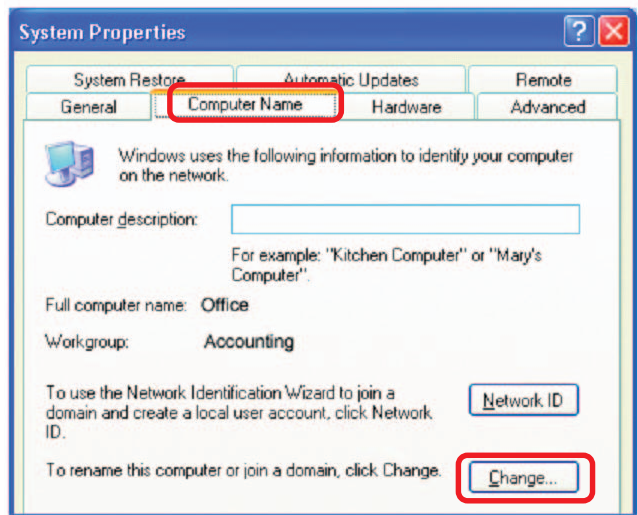 System Properties
System Restore Automatic Updates Remote
General Computer Name Hardware Advanced
Windows uses the following information to identify your computer
on the network.
Computer description:
For example: "Kitchen Computer" or "Mary's
Computer".
Full computer name: Office
Workgroup: Accounting
To use the Network Identification Wizard to join a
domain and create a local user account, click Network
ID.
Network ID
To rename this computer or join a domain, click Change.
Change...